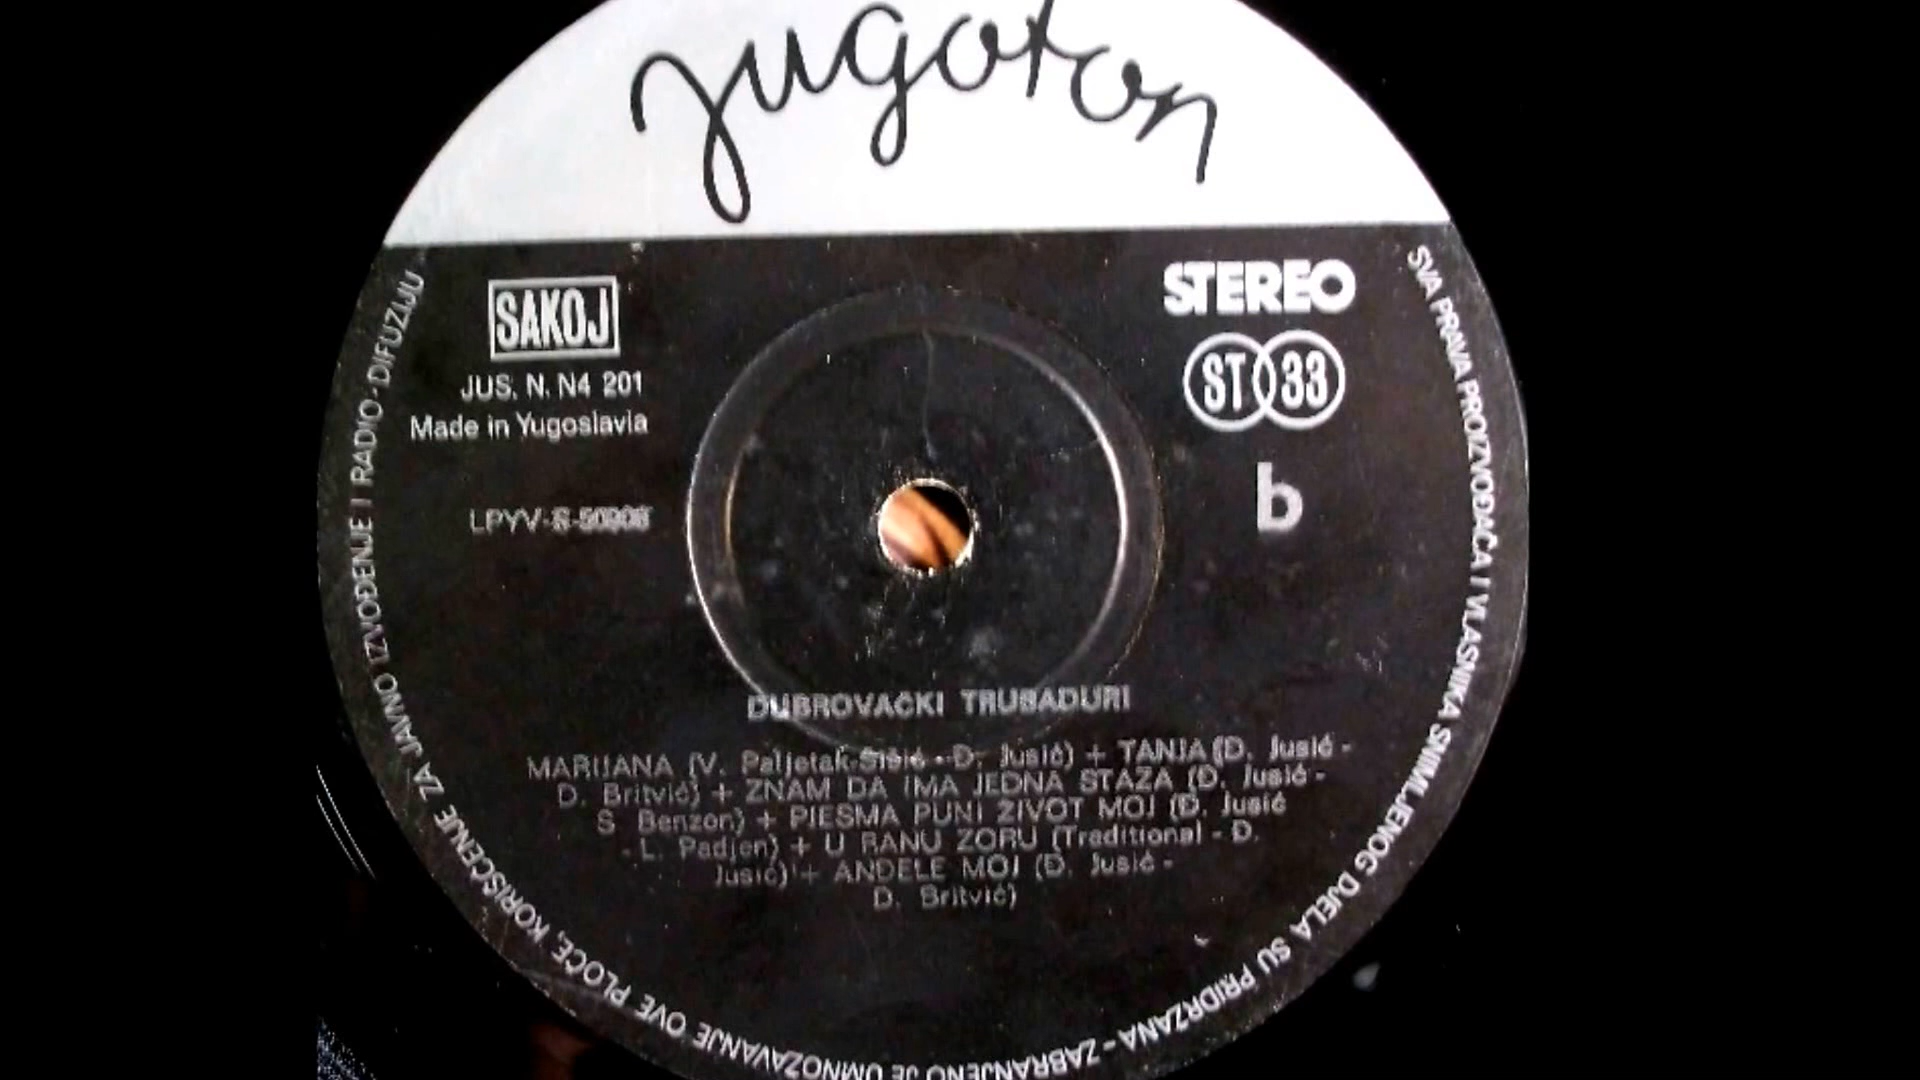 jugoton
SAKOJ
JUS. N. N4 201
Made in Yugoslavia
LPYV-S
STEREO
ST 33
b
DUBROVAČKI TRUBADURI
MARIJANA (V. Paljetak-Šišić - Đ. Jusić) + TANJA (Đ. Jusić -
D. Britvić) + ZNAM DA IMA JEDNA STAZA (Đ. Jusić -
S. Benzon) + PJESMA PUNI ŽIVOT MOJ (Đ. Jusić
- L. Padjen) + U RANU ZORU (Traditional - Đ.
Jusić) + ANĐELE MOJ (Đ. Jusić -
D. Britvić)
SVA PRAVA PROIZVOĐAČA I VLASNIKA SNIMLJENOG DJELA SU PRIDRŽANA - ZABRANJENO JE UMNOŽAVANJE OVE PLOČE, KORIŠĆENJE ZA JAVNO IZVOĐENJE I RADIO-DIFUZIJU